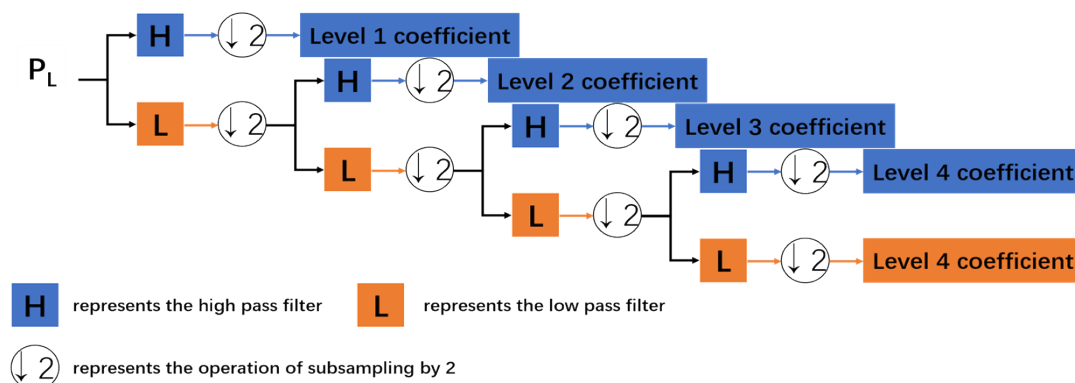 H ↓ 2 Level 1 coefficient
P_L
H ↓ 2 Level 2 coefficient
L ↓ 2
H ↓ 2 Level 3 coefficient
L ↓ 2
H ↓ 2 Level 4 coefficient
L ↓ 2
L ↓ 2 Level 4 coefficient
H represents the high pass filter
L represents the low pass filter
↓ 2 represents the operation of subsampling by 2